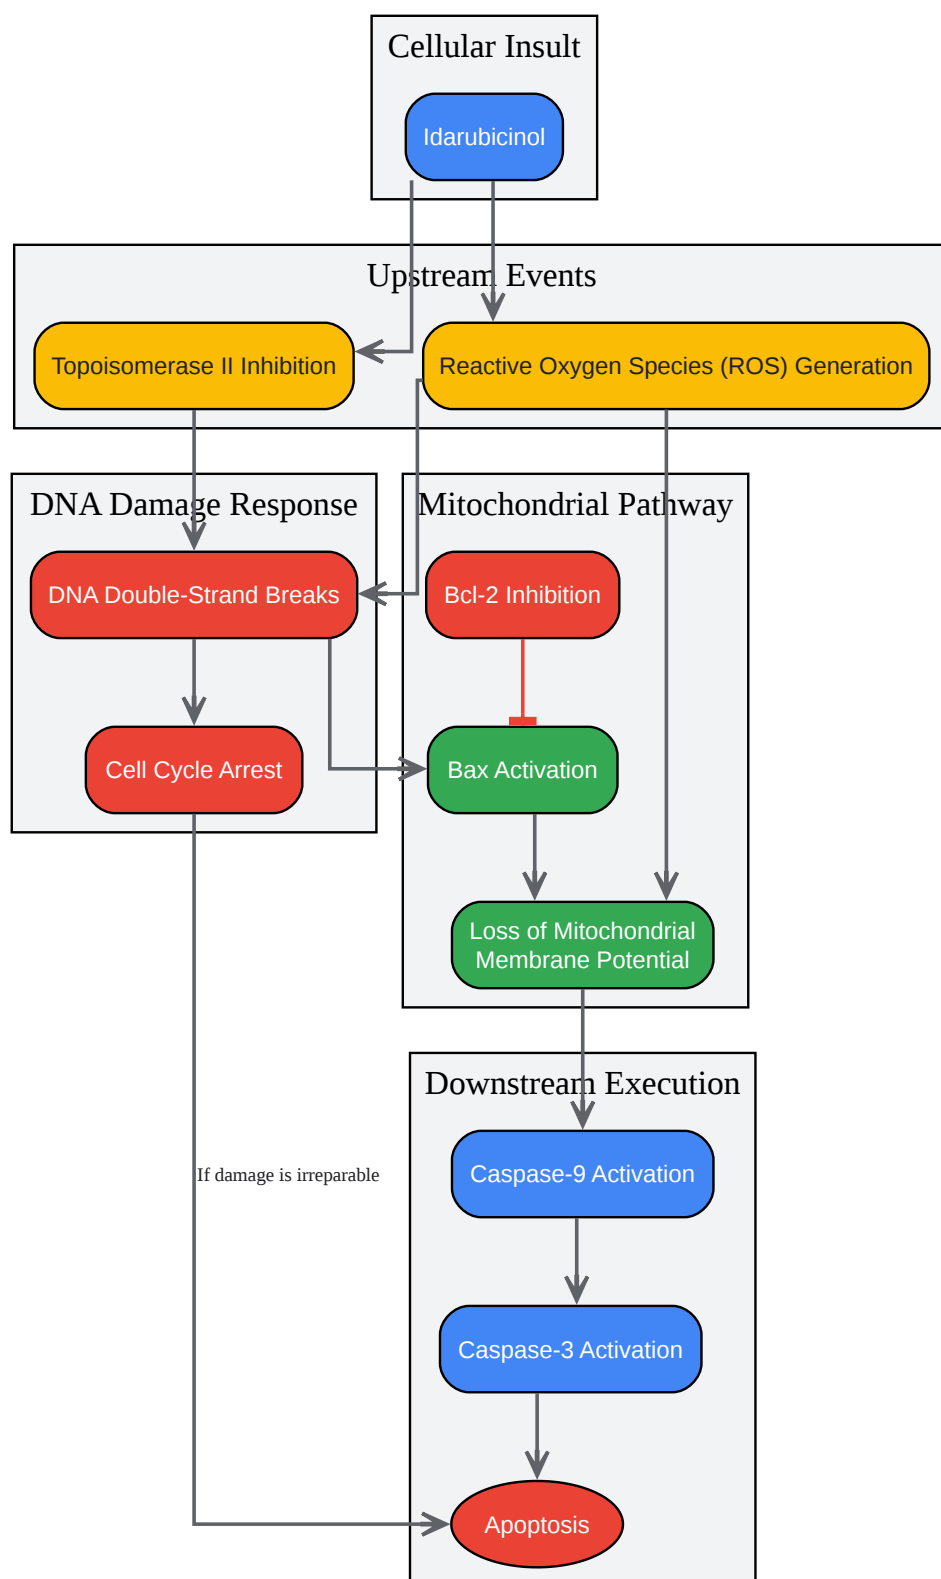 Cellular Insult
Idarubicinol
Upstream Events
Topoisomerase II Inhibition
Reactive Oxygen Species (ROS) Generation
DNA Damage Response
Mitochondrial Pathway
DNA Double-Strand Breaks
Bcl-2 Inhibition
Cell Cycle Arrest
Bax Activation
Loss of Mitochondrial
Membrane Potential
Downstream Execution
Caspase-9 Activation
If damage is irreparable
Caspase-3 Activation
Apoptosis